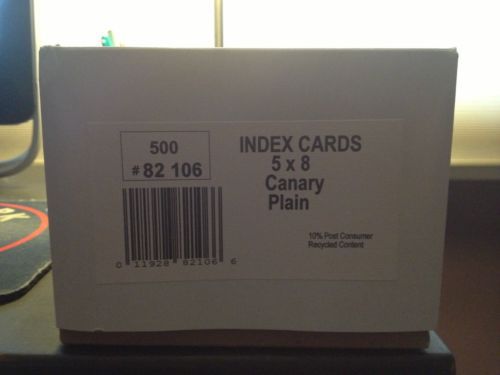 500
# 82 106
INDEX CARDS
5 x 8
Canary
Plain
10% Post Consumer
Recycled Content
0 11928 82106 6